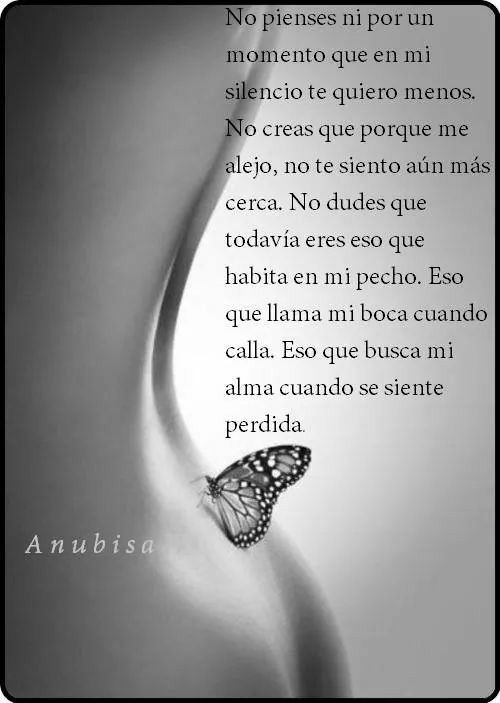 No pienses ni por un
momento que en mi
silencio te quiero menos.
No creas que porque me
alejo, no te siento aún más
cerca. No dudes que
todavía eres eso que
habita en mi pecho. Eso
que llama mi boca cuando
calla. Eso que busca mi
alma cuando se siente
perdida.
Anubisa